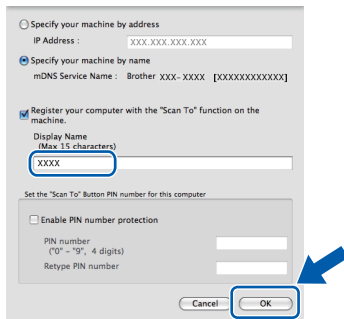 Specify your machine by address
IP Address : XXX.XXX.XXX.XXX
Specify your machine by name
mDNS Service Name : Brother XXX-XXXX [XXXXXXXXXXXX]
Register your computer with the "Scan To" function on the
machine.
Display Name
(Max 15 characters)
XXXX
Set the "Scan To" Button PIN number for this computer
Enable PIN number protection
PIN number
("0" – "9", 4 digits)
Retype PIN number
Cancel OK